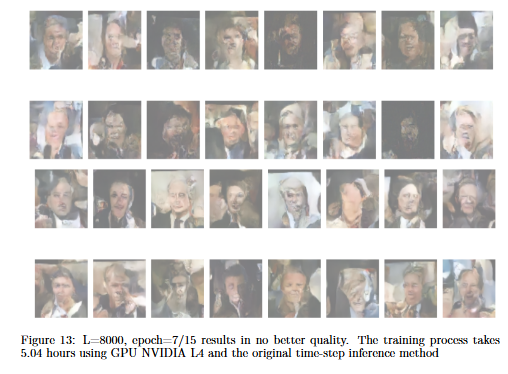 Figure 13: L=8000, epoch=7/15 results in no better quality. The training process takes
5.04 hours using GPU NVIDIA L4 and the original time-step inference method